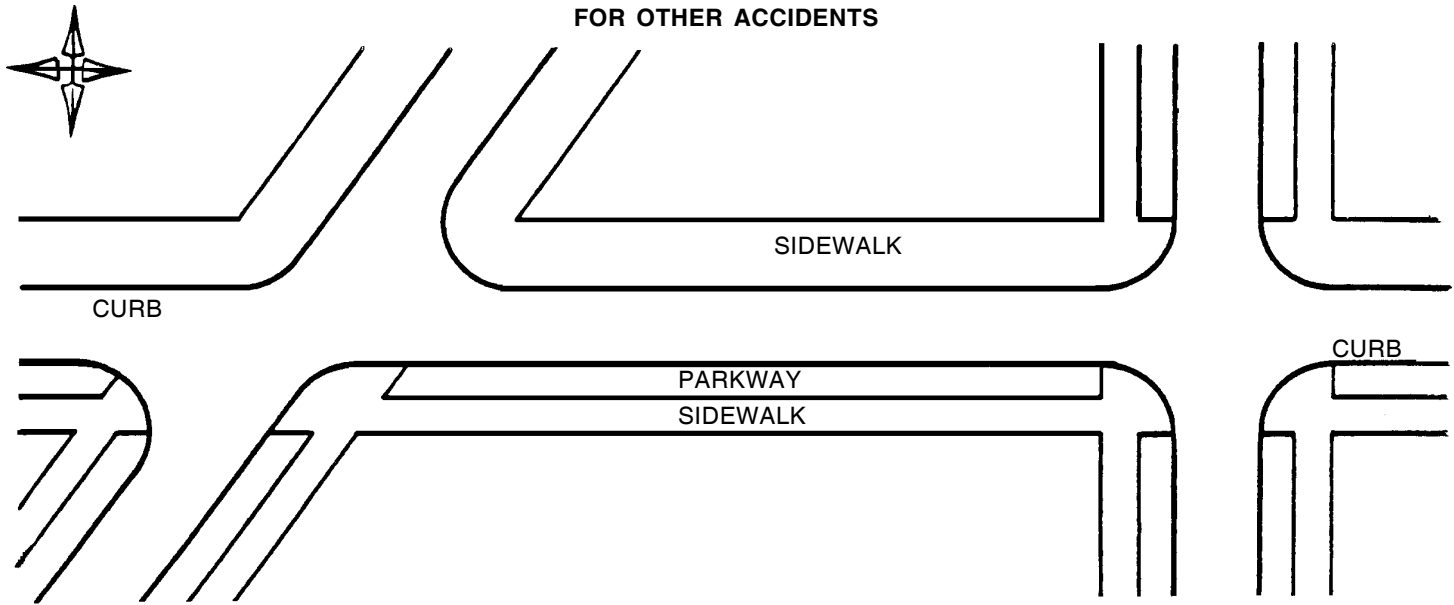 FOR OTHER ACCIDENTS
SIDEWALK
CURB
CURB
PARKWAY
SIDEWALK